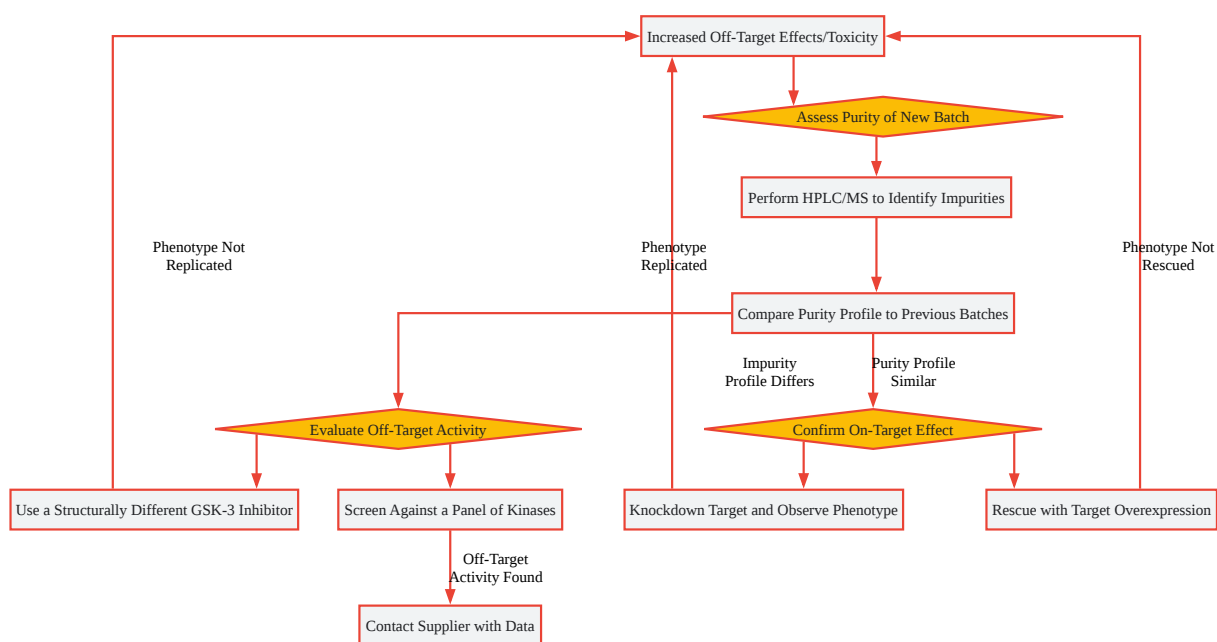 Increased Off-Target Effects/Toxicity
Assess Purity of New Batch
Perform HPLC/MS to Identify Impurities
Phenotype Not
Replicated
Phenotype
Replicated
Phenotype Not
Rescued
Compare Purity Profile to Previous Batches
Impurity
Profile Differs
Purity Profile
Similar
Evaluate Off-Target Activity
Confirm On-Target Effect
Use a Structurally Different GSK-3 Inhibitor
Screen Against a Panel of Kinases
Knockdown Target and Observe Phenotype
Rescue with Target Overexpression
Off-Target
Activity Found
Contact Supplier with Data